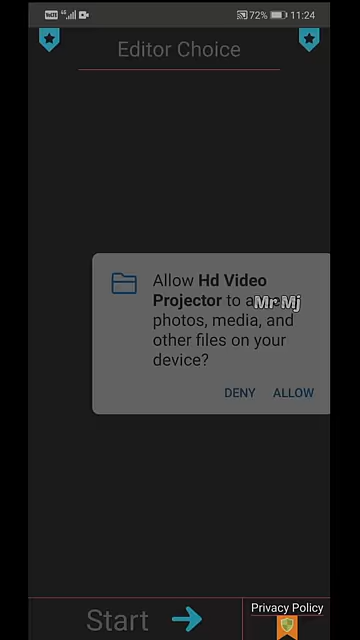 72% 11:24
Editor Choice
Allow Hd Video
Projector to
Mr Mj
photos, media, and
other files on your
device?
DENY ALLOW
Privacy Policy
Start